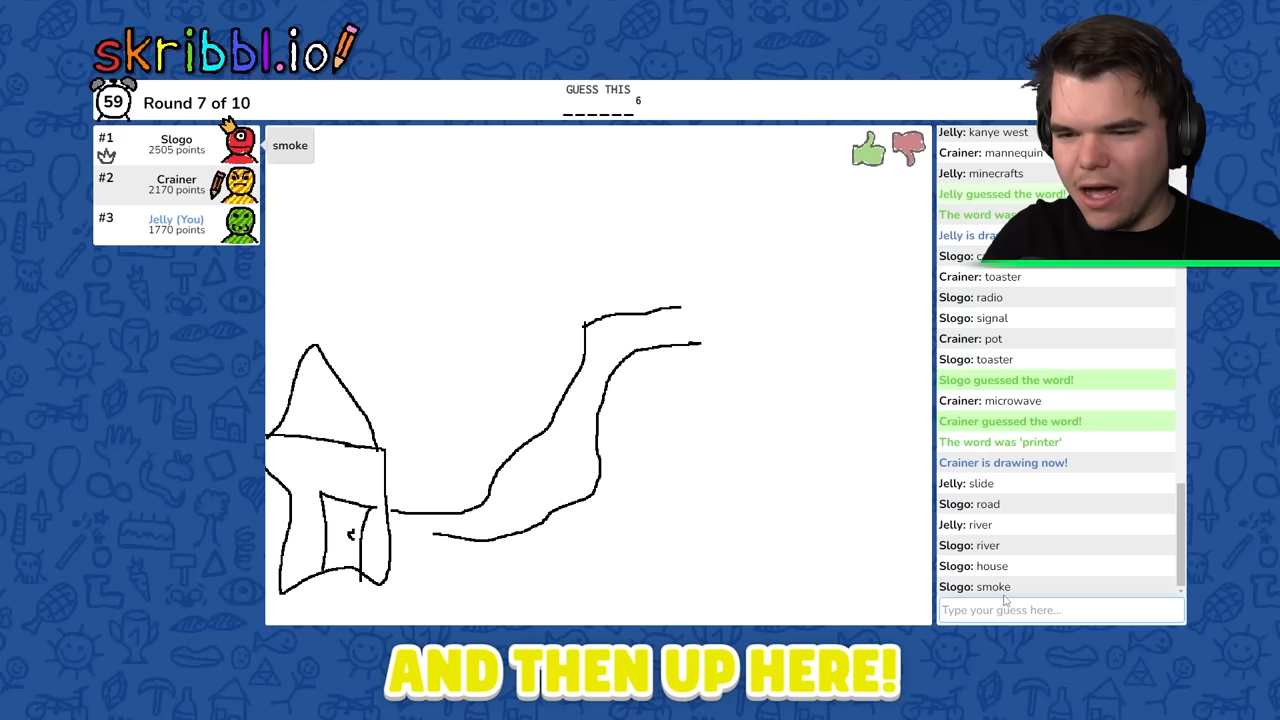 skribbl.io
59
Round 7 of 10
GUESS THIS
6
______
#1
Slogo
2505 points
smoke
#2
Crainer
2170 points
#3
Jelly (You)
1770 points
Jelly: kanye west
Crainer: mannequin
Jelly: minecrafts
Jelly guessed the word!
The word was
Jelly is
Slogo:
Crainer: toaster
Slogo: radio
Slogo: signal
Crainer: pot
Slogo: toaster
Slogo guessed the word!
Crainer: microwave
Crainer guessed the word!
The word was 'printer'
Crainer is drawing now!
Jelly: slide
Slogo: road
Jelly: river
Slogo: river
Slogo: house
Slogo: smoke
Type your guess here...
AND THEN UP HERE!